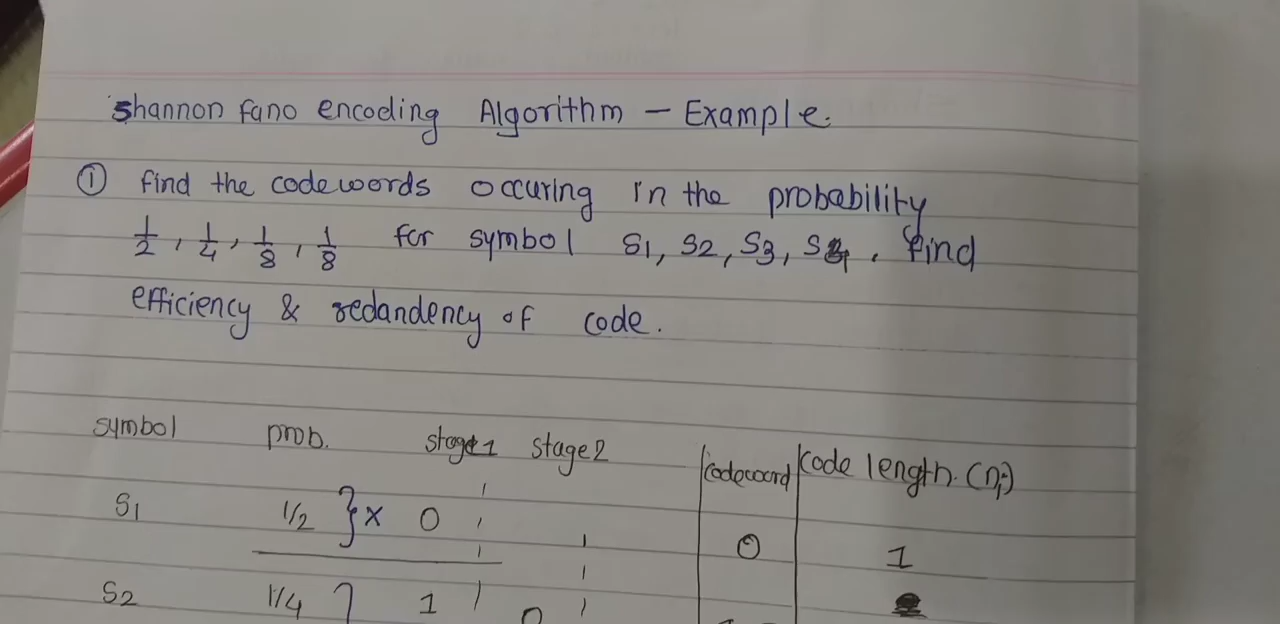 Shannon fano encoding Algorithm – Example.
① find the codewords occuring in the probability
1/2, 1/4, 1/8, 1/8 for symbol S1, S2, S3, S4. find
efficiency & redandency of code.
symbol prob. stage1 stage2 codeword code length (ni)
S1 1/2 } x 0 0 1
S2 1/4 } 1 0